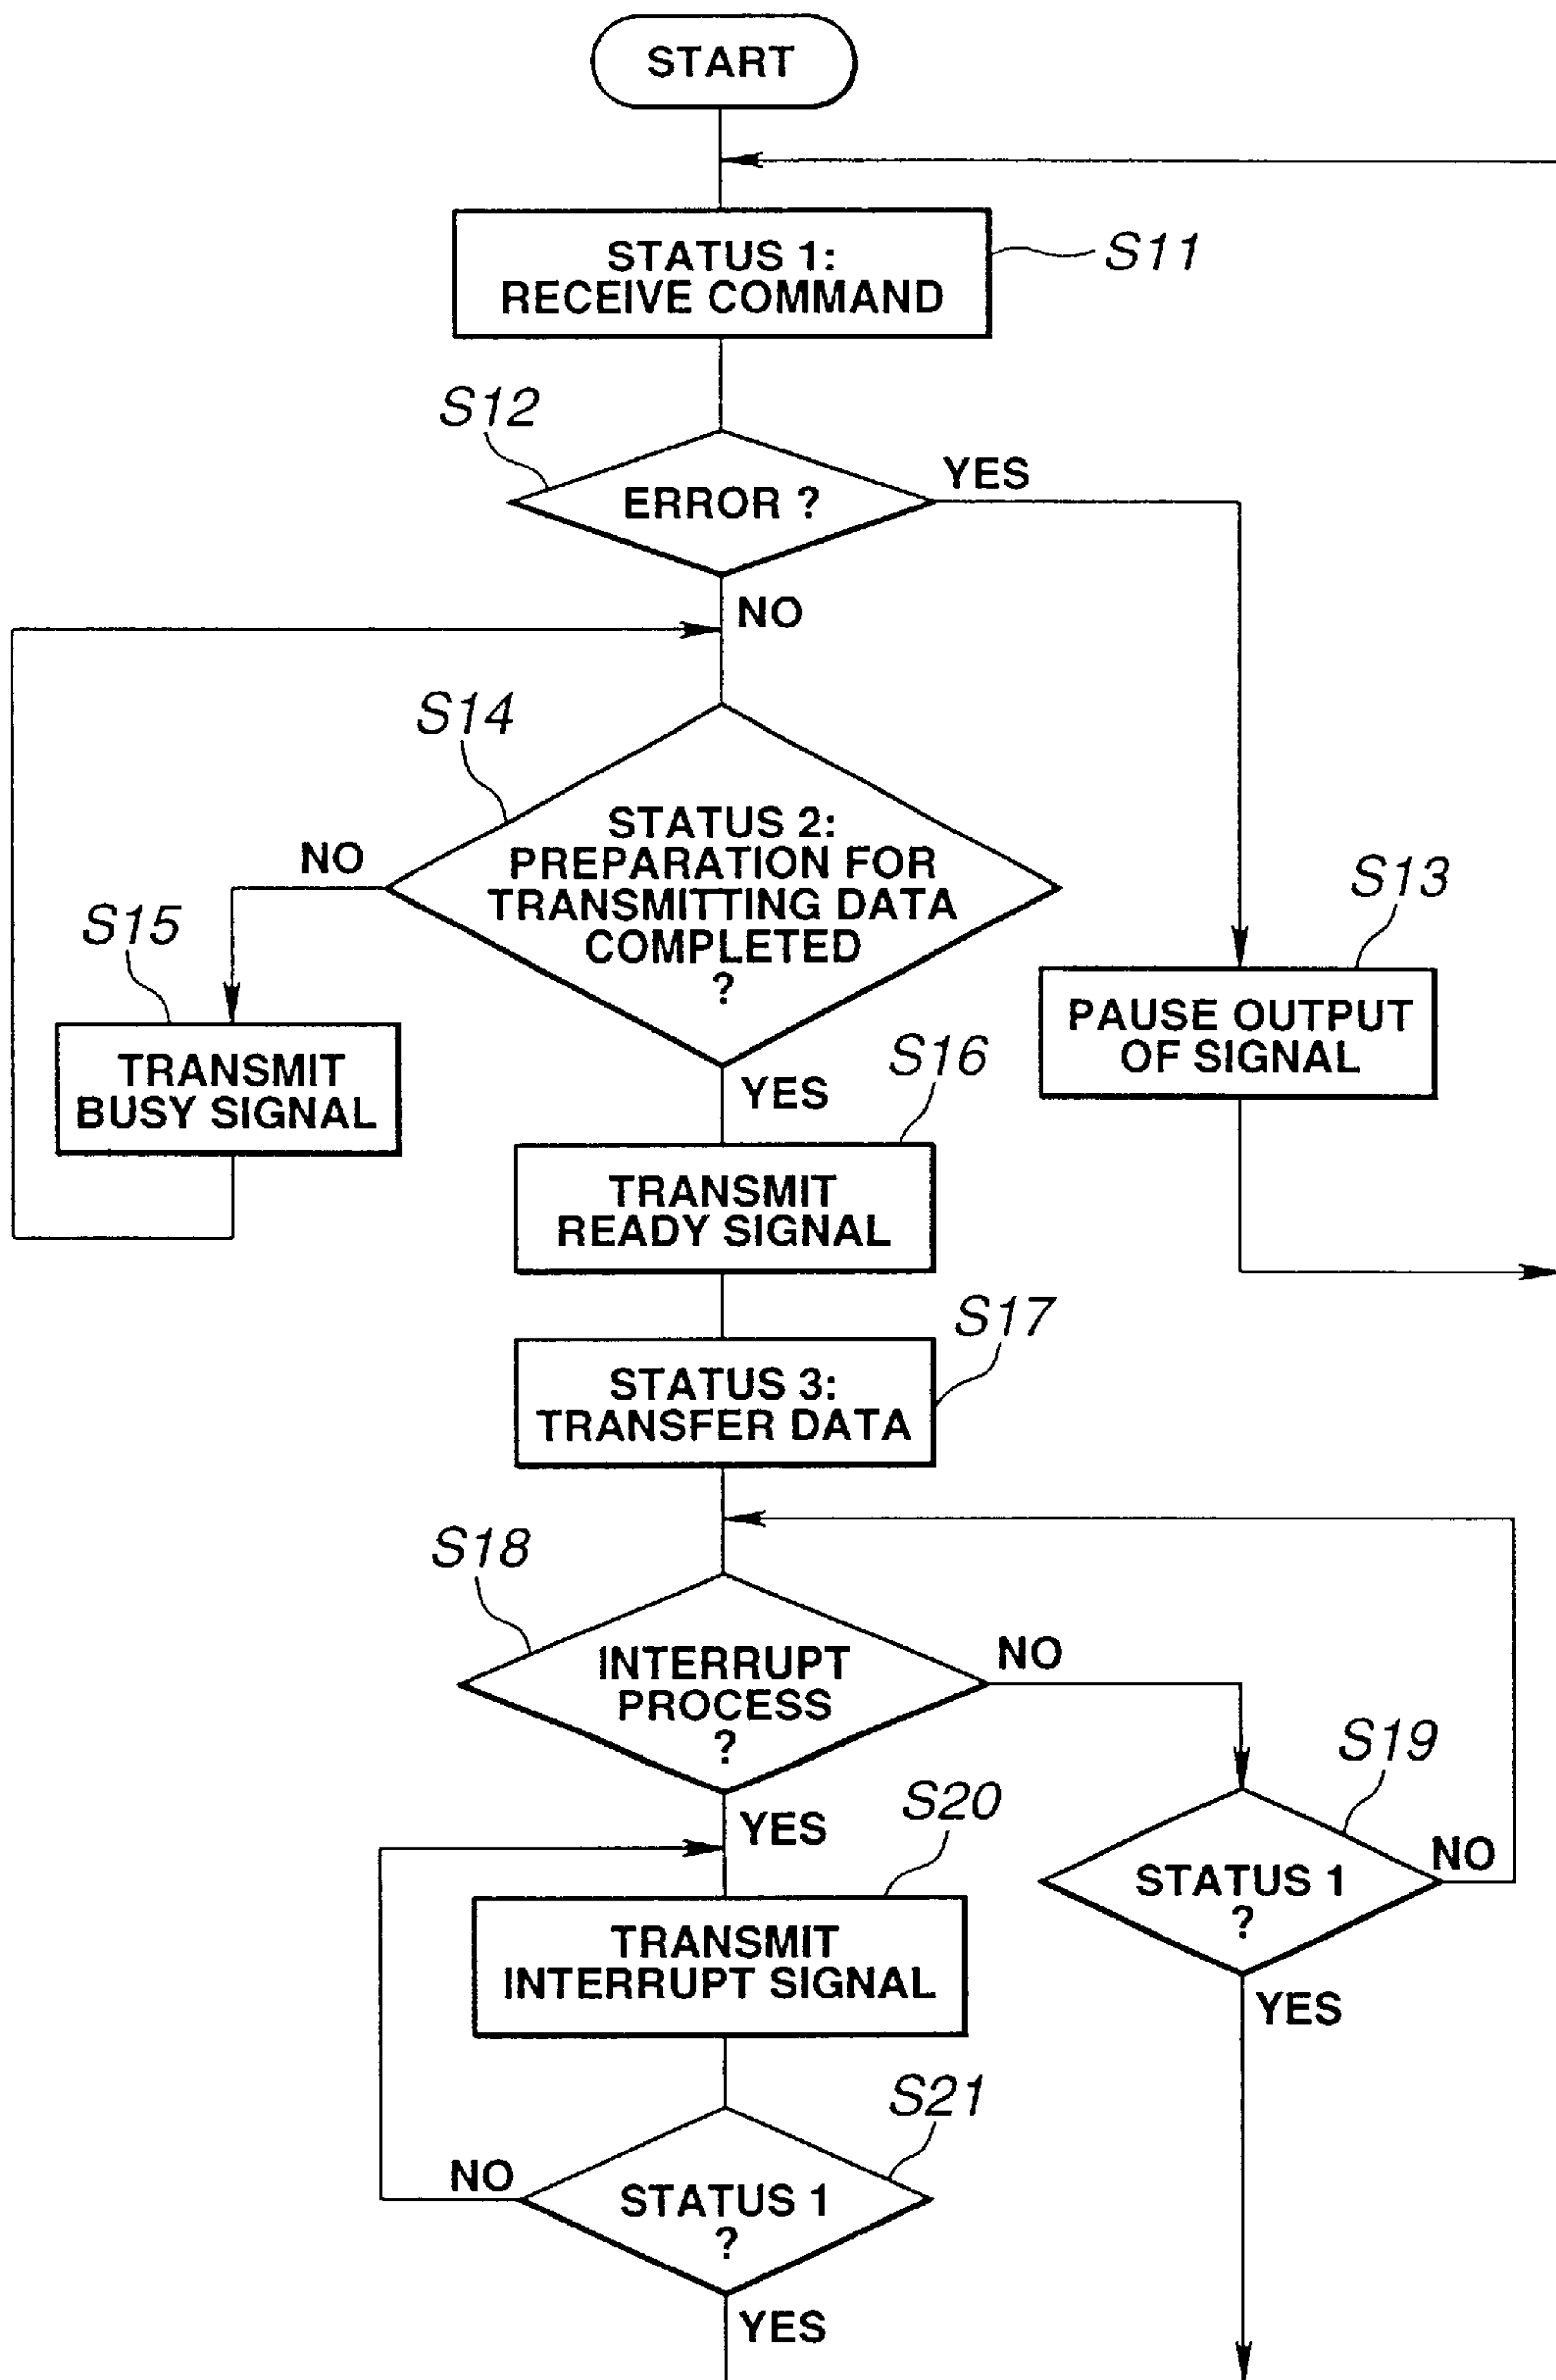 START
STATUS 1:
RECEIVE COMMAND
S11
S12
ERROR ?
YES
NO
S14
STATUS 2:
PREPARATION FOR
TRANSMITTING DATA
COMPLETED
?
NO
S13
PAUSE OUTPUT
OF SIGNAL
S15
TRANSMIT
BUSY SIGNAL
YES
S16
TRANSMIT
READY SIGNAL
S17
STATUS 3:
TRANSFER DATA
S18
INTERRUPT
PROCESS
?
NO
S19
STATUS 1
?
NO
YES
YES
S20
TRANSMIT
INTERRUPT SIGNAL
S21
STATUS 1
?
NO
YES